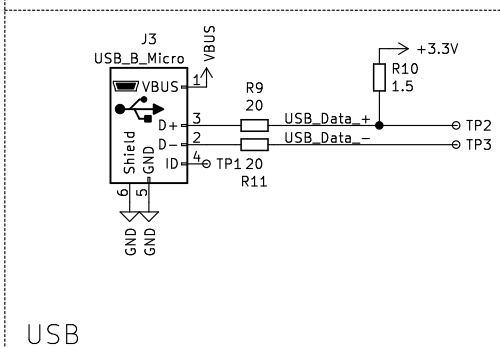 J3
USB_B_Micro
VBUS
+3.3V
R10
1.5
VBUS
1
R9
20
D+
3
USB_Data_+
TP2
D-
2
USB_Data_-
TP3
ID
4
TP1
20
R11
Shield
GND
6
5
GND
GND
USB